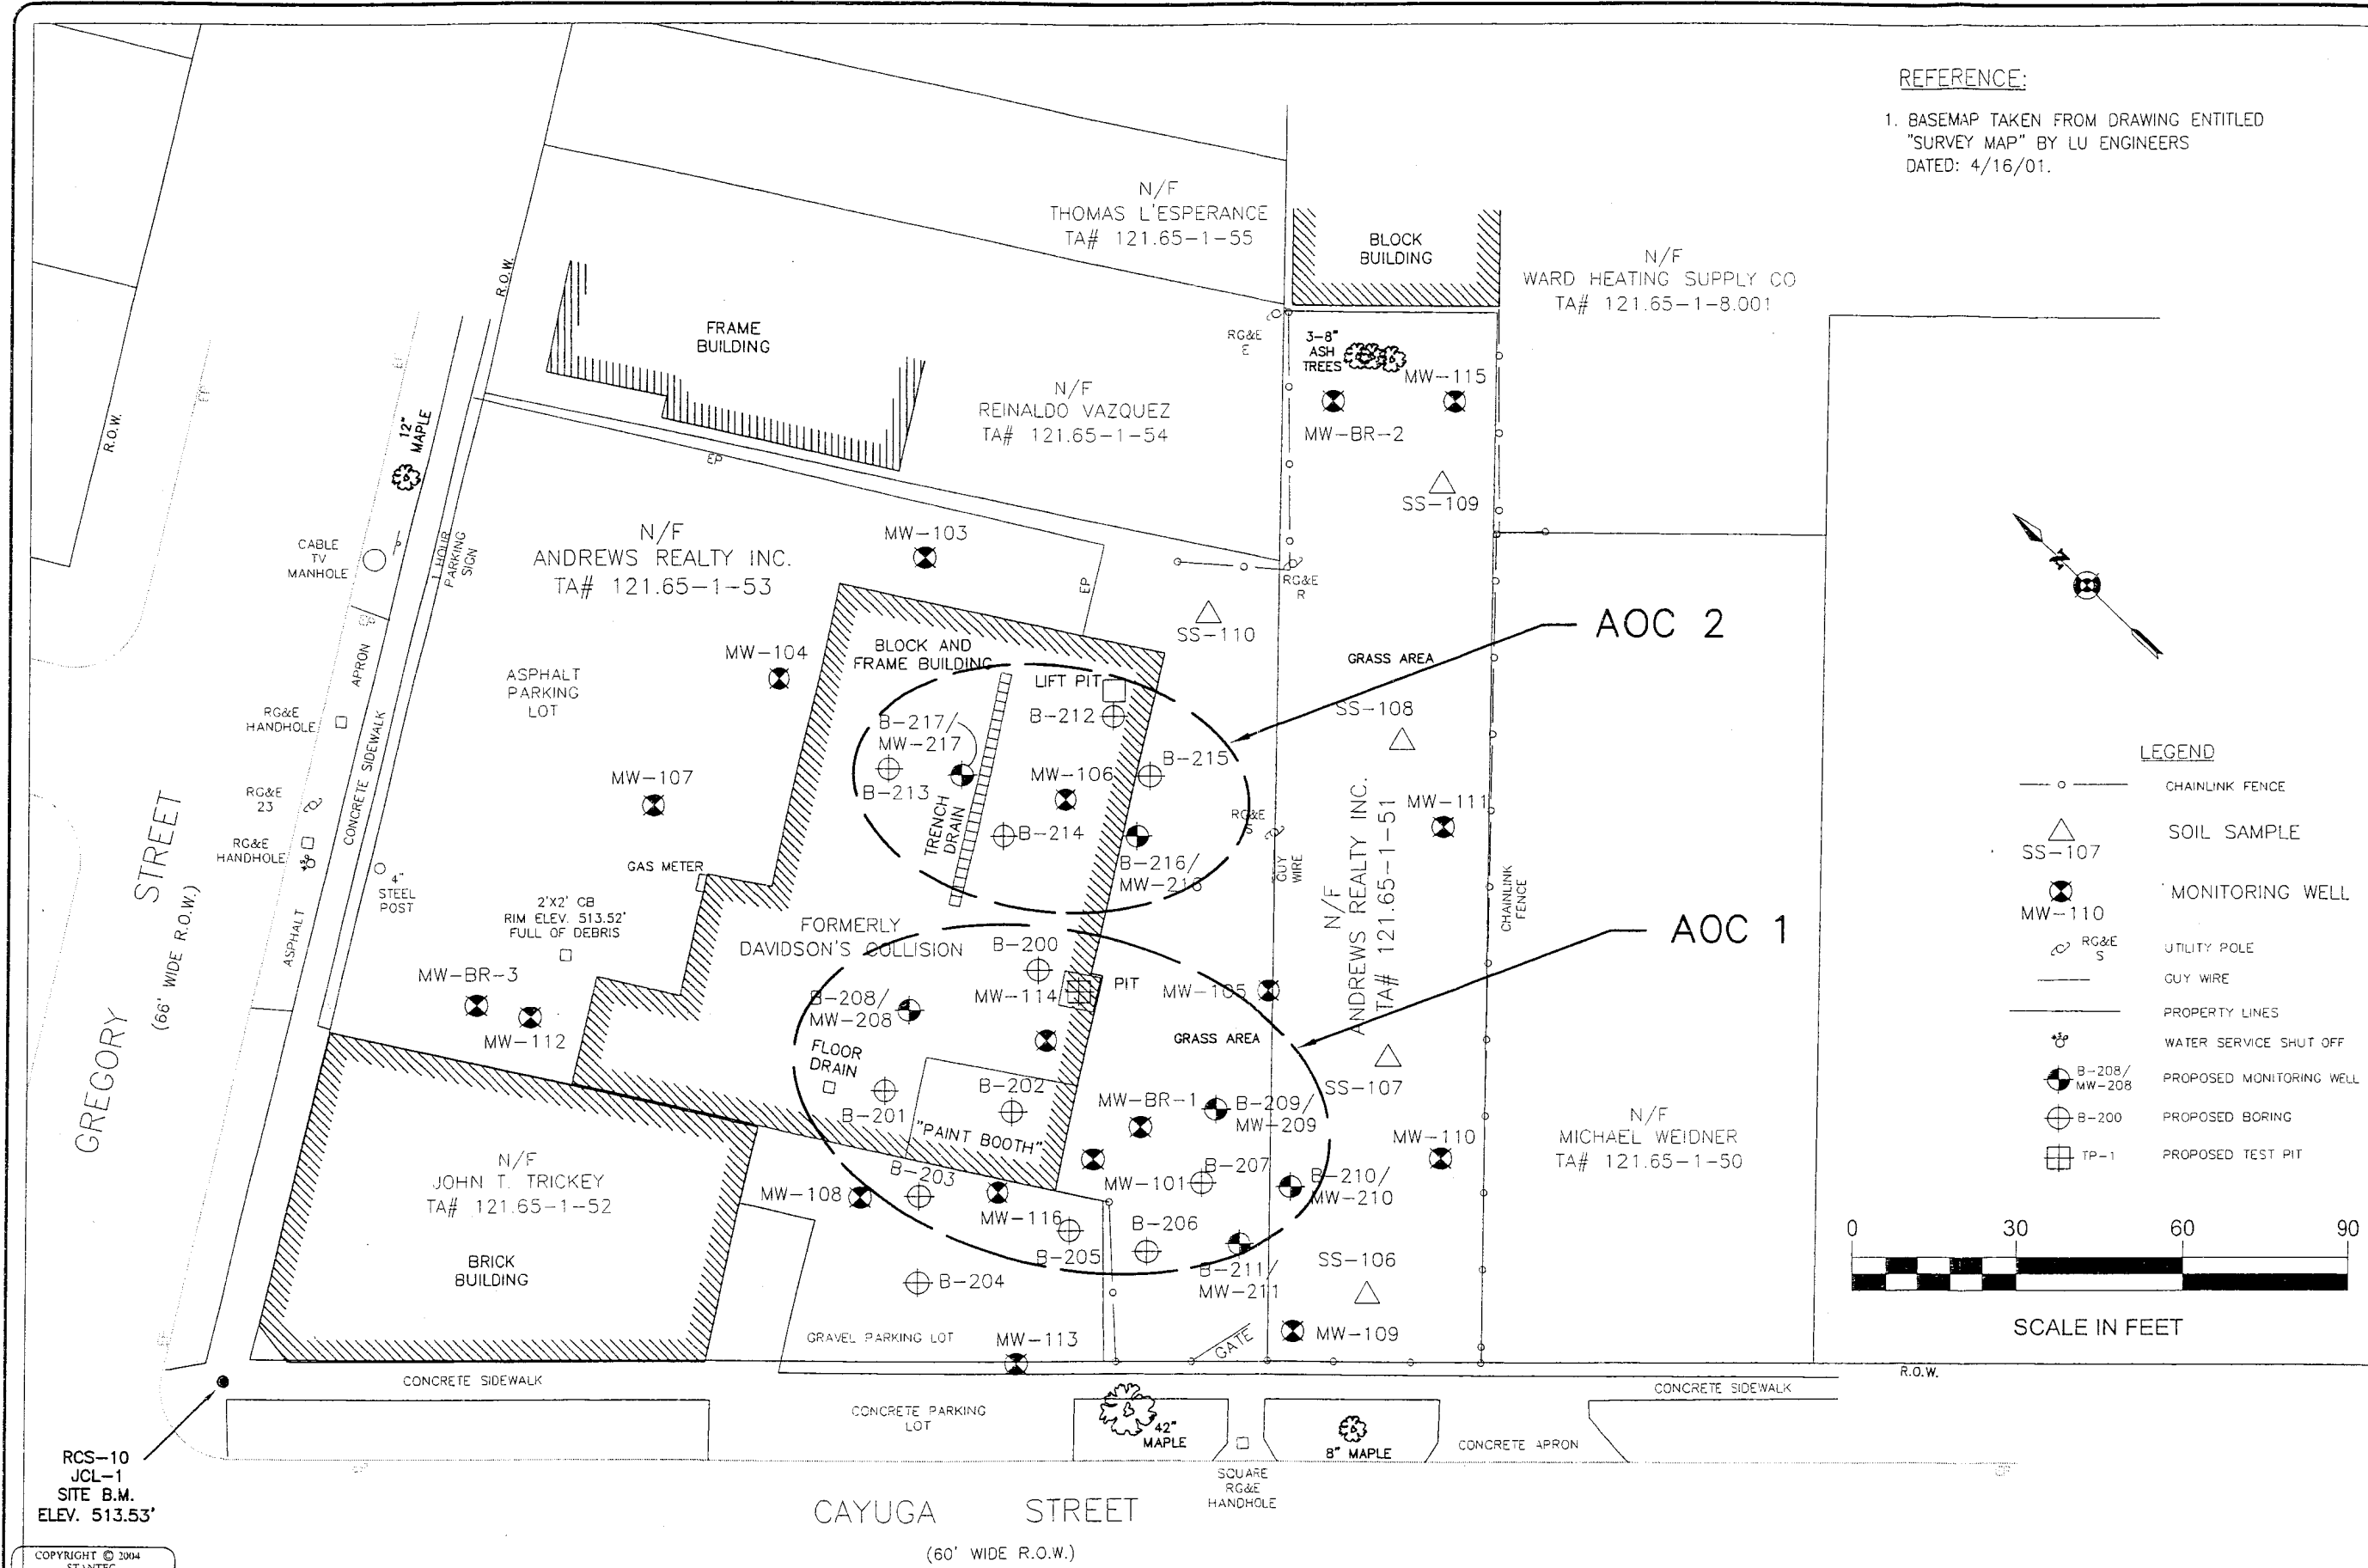 REFERENCE:
1. BASEMAP TAKEN FROM DRAWING ENTITLED
"SURVEY MAP" BY LU ENGINEERS
DATED: 4/16/01.
N/F
THOMAS L'ESPERANCE
TA# 121.65-1-55
BLOCK
BUILDING
N/F
WARD HEATING SUPPLY CO
TA# 121.65-1-8.001
R.O.W.
R.O.W.
FRAME
BUILDING
RG&E
E
3-8"
ASH
TREES
MW-115
MW-BR-2
N/F
REINALDO VAZQUEZ
TA# 121.65-1-54
12"
MAPLE
EP
SS-109
CABLE
TV
MANHOLE
1 HOUR
PARKING
SIGN
N/F
ANDREWS REALTY INC.
TA# 121.65-1-53
MW-103
EP
RG&E
R
SS-110
N
AOC 2
APRON
MW-104
BLOCK AND
FRAME BUILDING
GRASS AREA
ASPHALT
PARKING
LOT
LIFT PIT
B-212
SS-108
RG&E
HANDHOLE
CONCRETE SIDEWALK
B-217/
MW-217
B-215
MW-107
B-213
MW-106
TRENCH
DRAIN
B-214
RG&E
S
MW-111
RG&E
23
RG&E
HANDHOLE
B-216/
MW-216
GUY
WIRE
GAS METER
4"
STEEL
POST
2'X2' CB
RIM ELEV. 513.52'
FULL OF DEBRIS
ASPHALT
N/F
ANDREWS REALTY INC.
TA# 121.65-1-51
CHAINLINK
FENCE
AOC 1
FORMERLY
DAVIDSON'S COLLISION
B-200
PIT
MW-BR-3
MW-112
B-208/
MW-208
MW-114
MW-105
GRASS AREA
FLOOR
DRAIN
SS-107
B-201
B-202
"PAINT BOOTH"
MW-BR-1
B-209/
MW-209
N/F
MICHAEL WEIDNER
TA# 121.65-1-50
MW-110
GREGORY STREET
(66' WIDE R.O.W.)
N/F
JOHN T. TRICKEY
TA# 121.65-1-52
BRICK
BUILDING
MW-108
B-203
MW-101
B-207
B-210/
MW-210
MW-116
B-205
B-206
B-204
B-211/
MW-211
SS-106
GRAVEL PARKING LOT
MW-113
GATE
MW-109
LEGEND
CHAINLINK FENCE
SS-107
SOIL SAMPLE
MW-110
MONITORING WELL
RG&E
S
UTILITY POLE
GUY WIRE
PROPERTY LINES
WATER SERVICE SHUT OFF
B-208/
MW-208
PROPOSED MONITORING WELL
B-200
PROPOSED BORING
TP-1
PROPOSED TEST PIT
0 30 60 90
SCALE IN FEET
R.O.W.
CONCRETE SIDEWALK
CONCRETE SIDEWALK
CONCRETE PARKING
LOT
42"
MAPLE
8" MAPLE
CONCRETE APRON
SQUARE
RG&E
HANDHOLE
RCS-10
JCL-1
SITE B.M.
ELEV. 513.53'
CAYUGA STREET
(60' WIDE R.O.W.)
COPYRIGHT © 2004
STANTEC